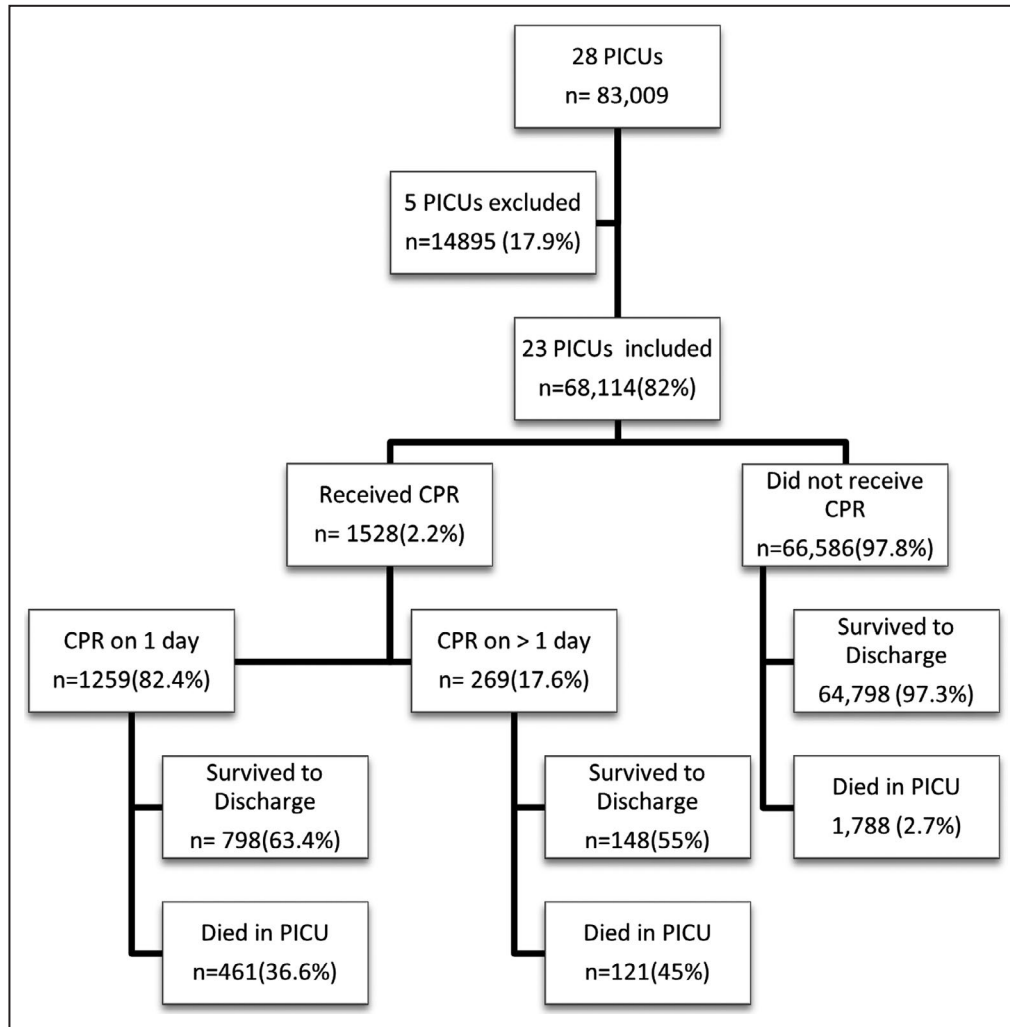 28 PICUs
n= 83,009
5 PICUs excluded
n=14895 (17.9%)
23 PICUs included
n=68,114(82%)
Received CPR
n= 1528(2.2%)
Did not receive
CPR
n=66,586(97.8%)
CPR on 1 day
n=1259(82.4%)
CPR on > 1 day
n= 269(17.6%)
Survived to
Discharge
64,798 (97.3%)
Survived to
Discharge
n= 798(63.4%)
Survived to
Discharge
n=148(55%)
Died in PICU
1,788 (2.7%)
Died in PICU
n=461(36.6%)
Died in PICU
n=121(45%)